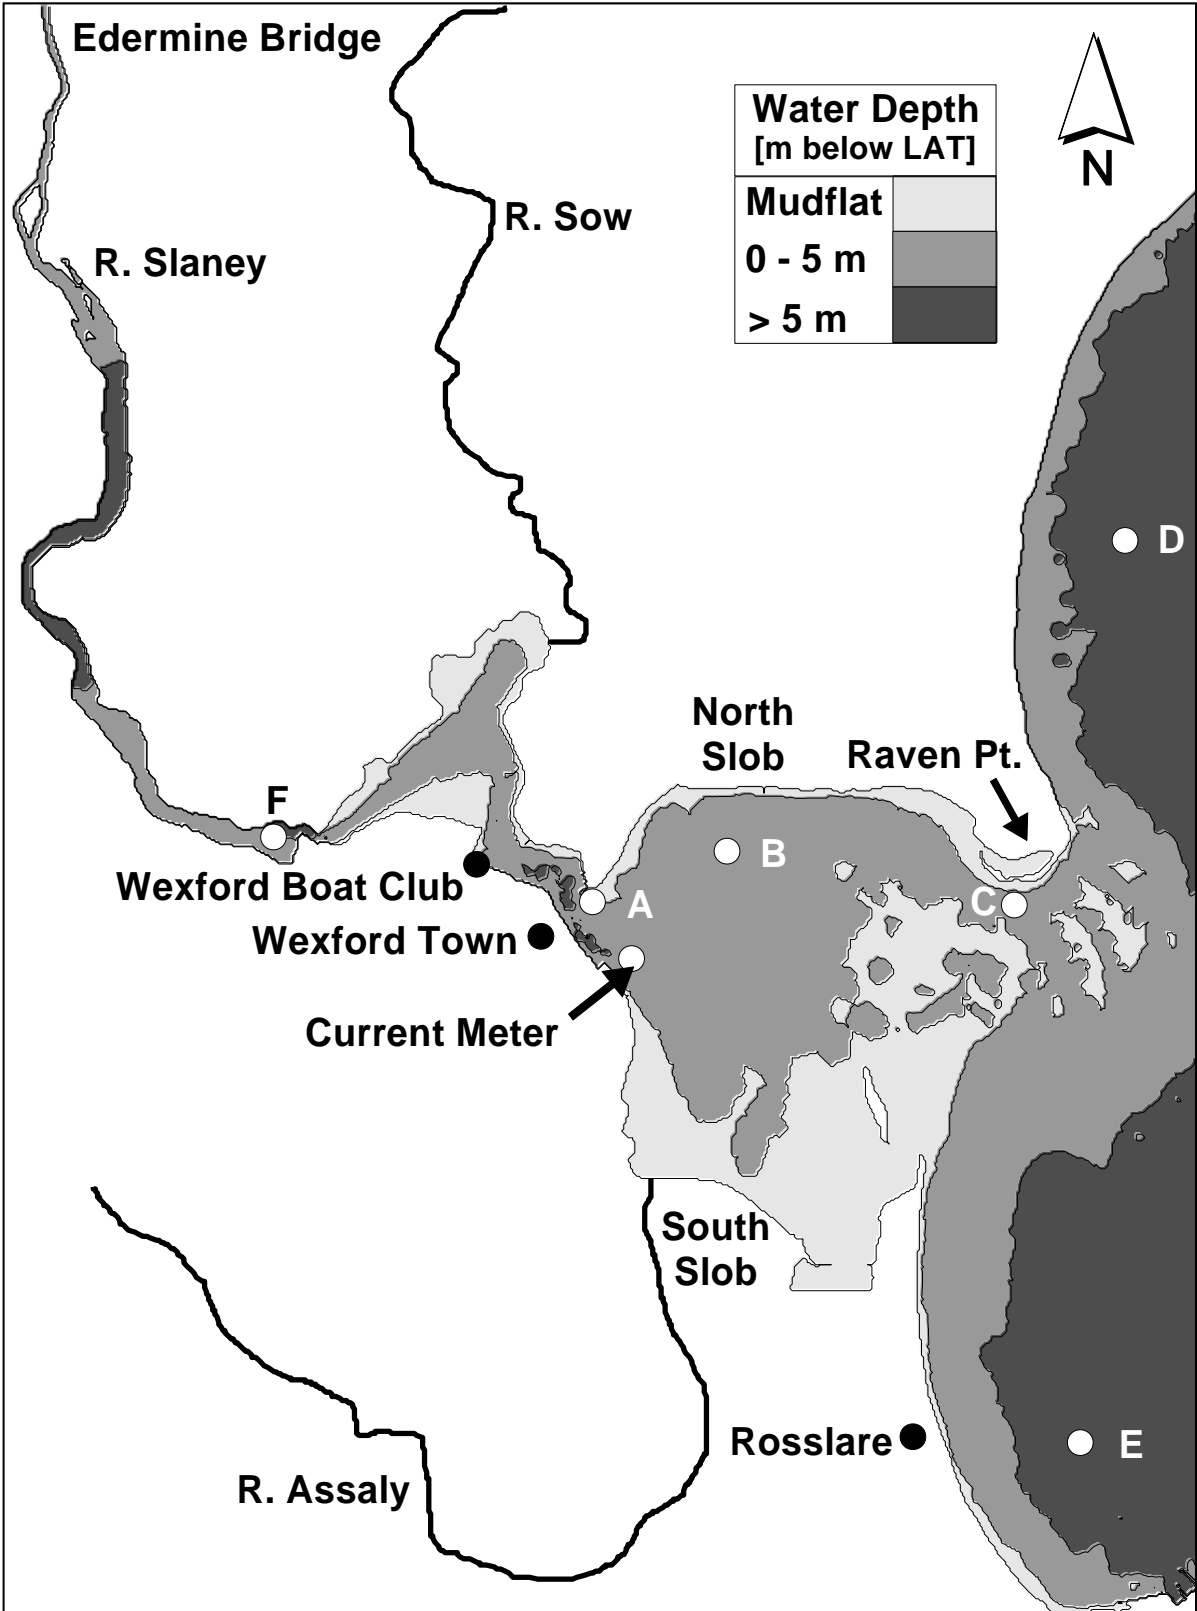 Edermine Bridge
Water Depth
[m below LAT]
Mudflat
0 - 5 m
> 5 m
N
R. Sow
R. Slaney
D
North
Slob
Raven Pt.
F
B
Wexford Boat Club
A
C
Wexford Town
Current Meter
South
Slob
Rosslare
E
R. Assaly